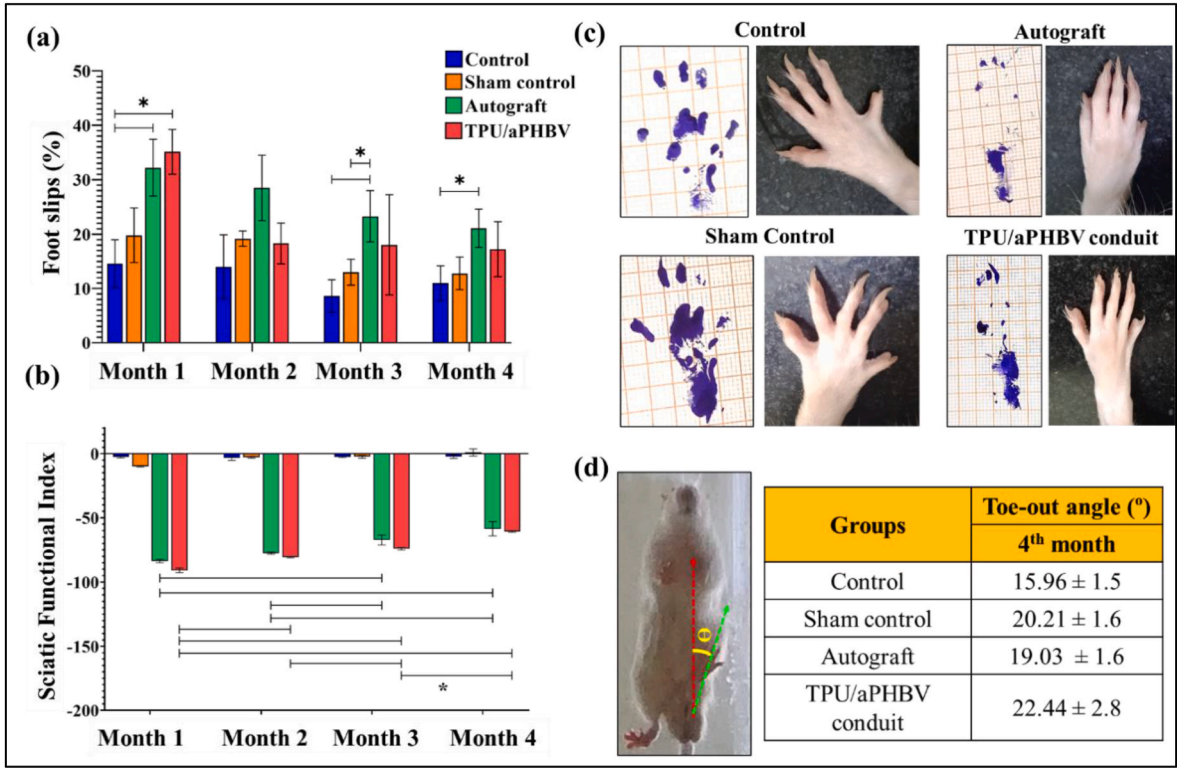 (a)
Control
Sham control
Autograft
TPU/aPHBV
Foot slips (%)
50
40
30
20
10
0
*
*
*
Month 1 Month 2 Month 3 Month 4
(b)
Sciatic Functional Index
0
-50
-100
-150
-200
*
Month 1 Month 2 Month 3 Month 4
(c)
Control
Autograft
Sham Control
TPU/aPHBV conduit
(d)
θ
Groups
Toe-out angle (º)
4th month
Control 15.96 ± 1.5
Sham control 20.21 ± 1.6
Autograft 19.03 ± 1.6
TPU/aPHBV
conduit
22.44 ± 2.8